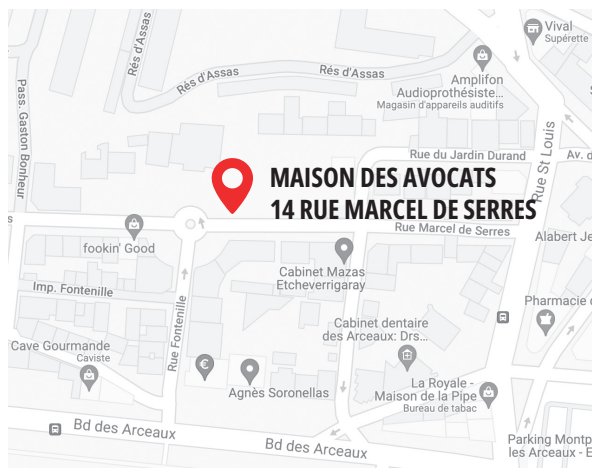 Vival
Supérette
Rés d'Assas
Rés d'Assas
Rés d'Assas
Amplifon
Audioprothésiste...
Magasin d'appareils auditifs
Pass. Gaston Bonheur
Rue St Louis
Rue du Jardin Durand
Av. d
MAISON DES AVOCATS
14 RUE MARCEL DE SERRES
Rue Marcel de Serres
Alabert Je
fookin' Good
Cabinet Mazas
Etcheverrigaray
Imp. Fontenille
Rue Fontenille
Pharmacie d
Cabinet dentaire
des Arceaux: Drs...
Cave Gourmande
Caviste
€
Agnès Soronellas
La Royale -
Maison de la Pipe
Bureau de tabac
Bd des Arceaux
Bd des Arceaux
Parking Montp
les Arceaux - E